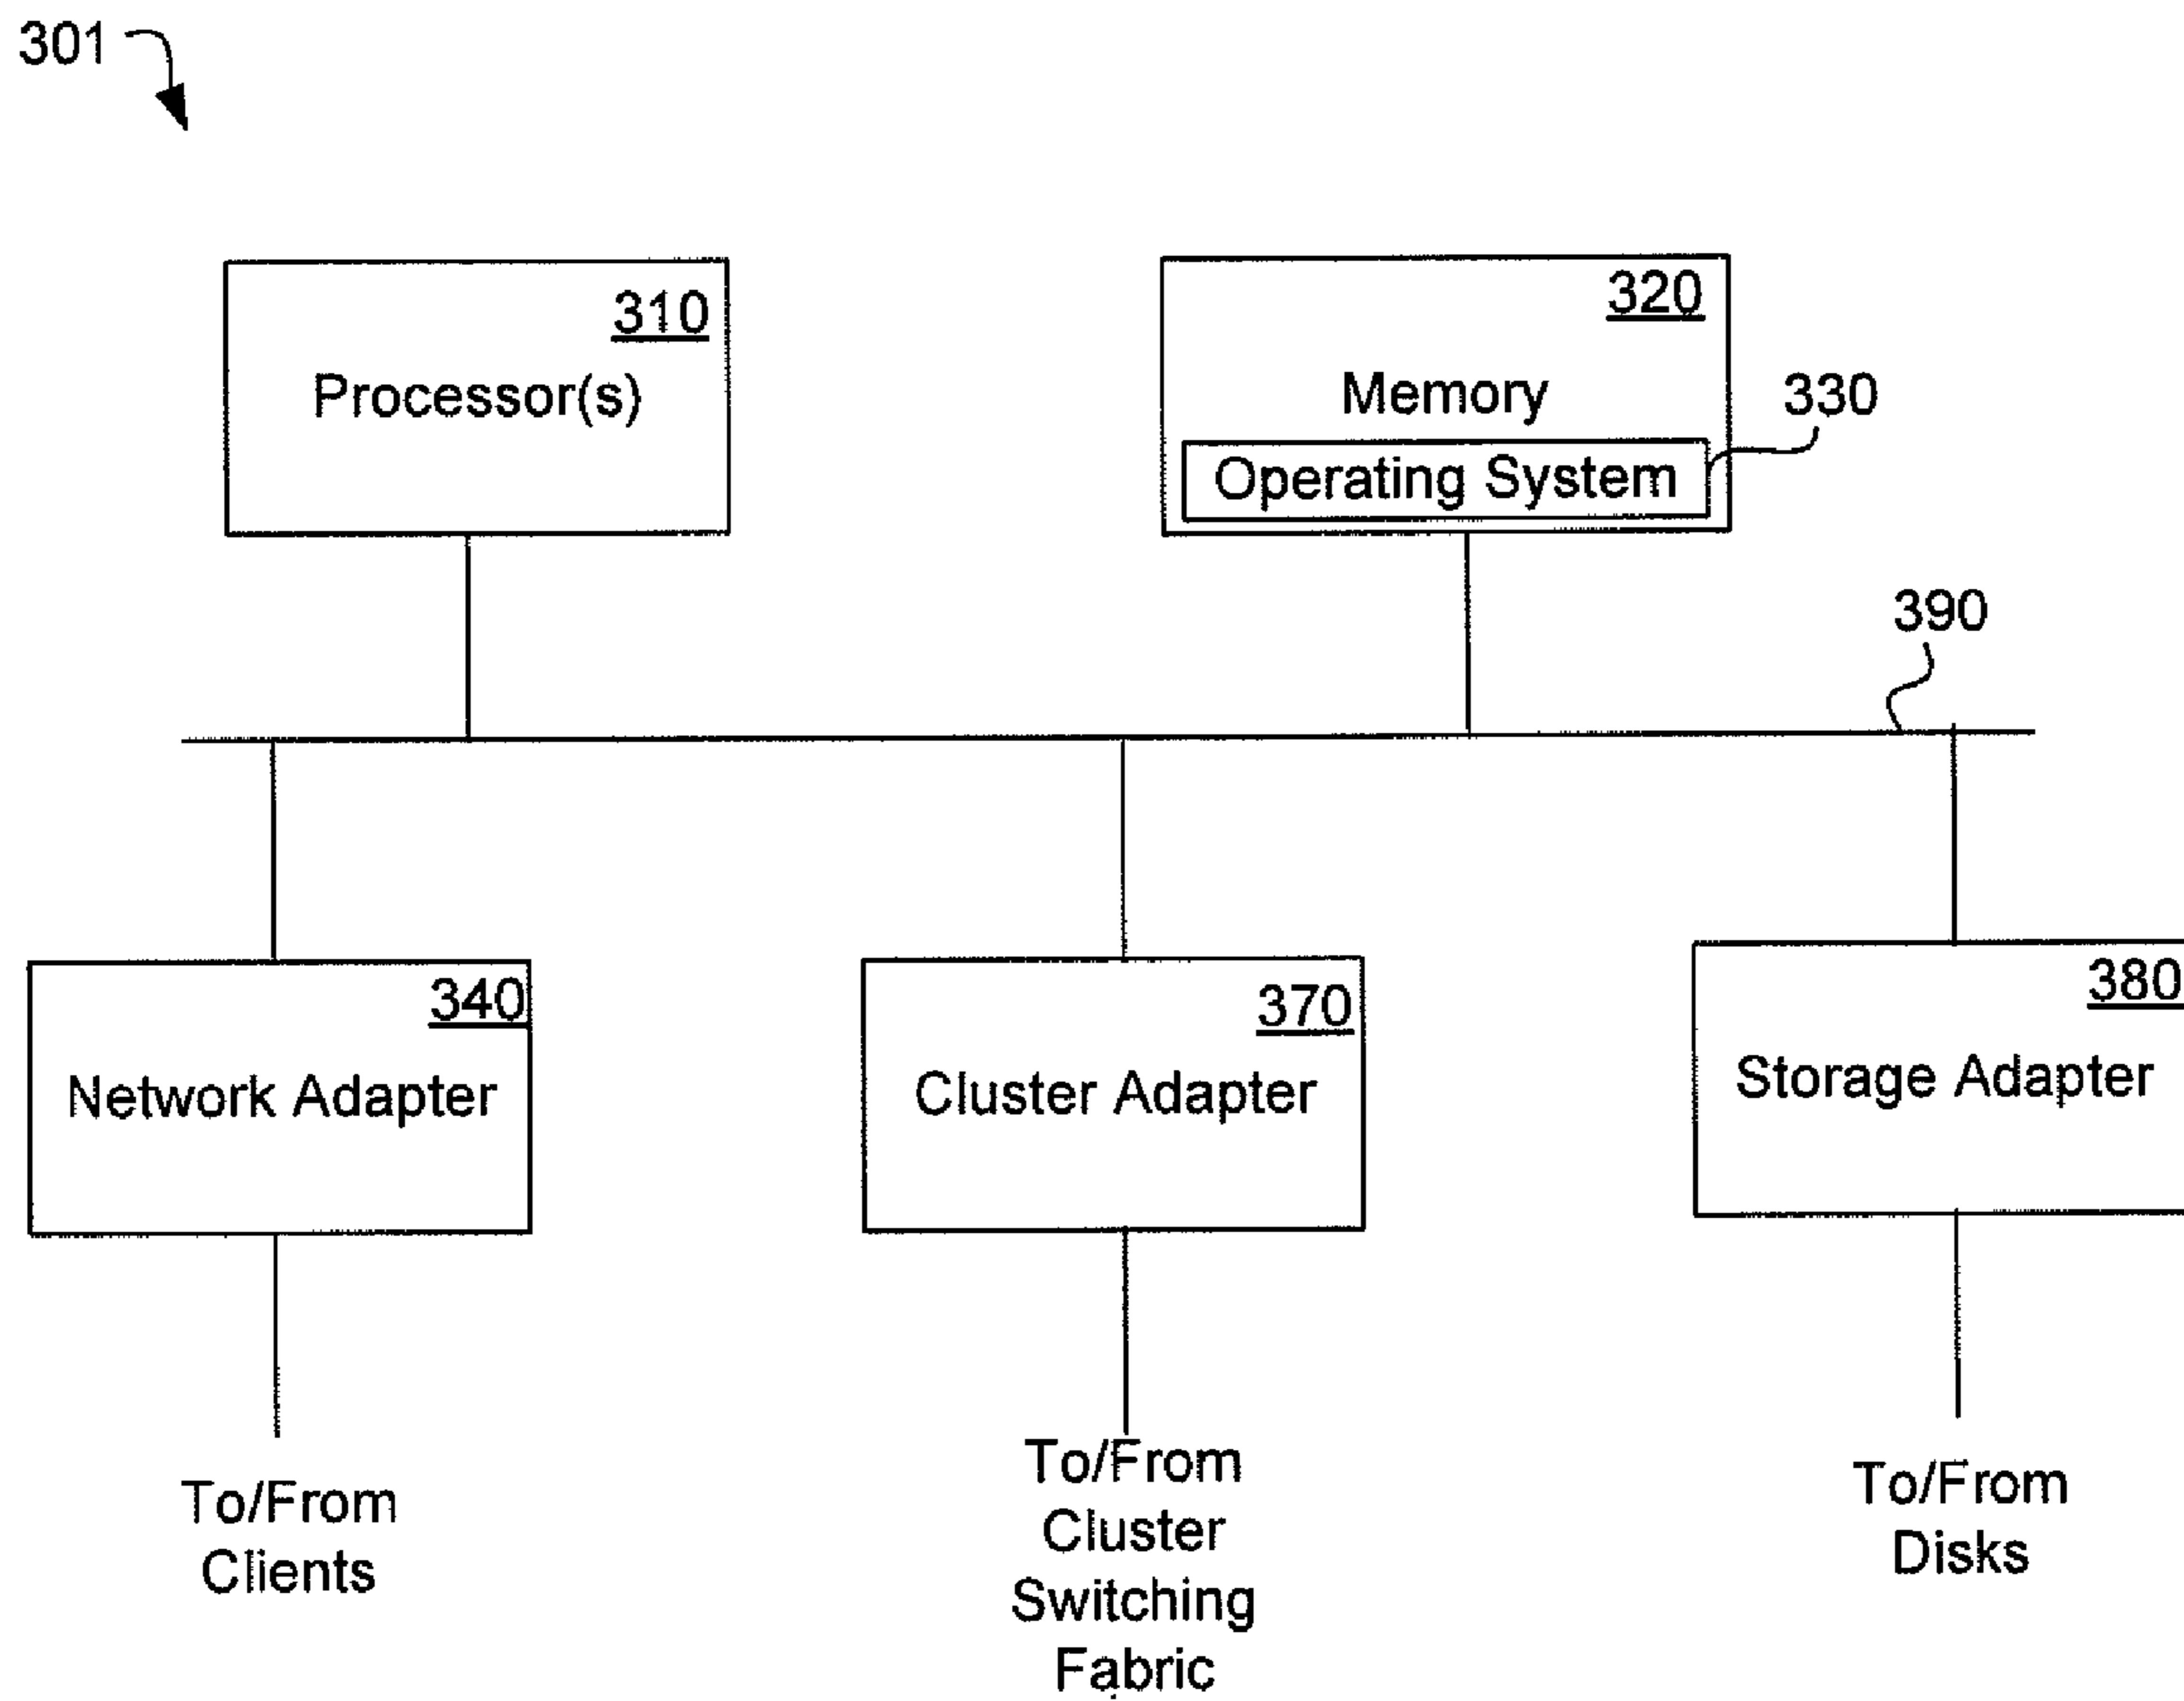 301
310
Processor(s)
320
Memory
330
Operating System
390
340
Network Adapter
370
Cluster Adapter
380
Storage Adapter
To/From
Clients
To/From
Cluster
Switching
Fabric
To/From
Disks